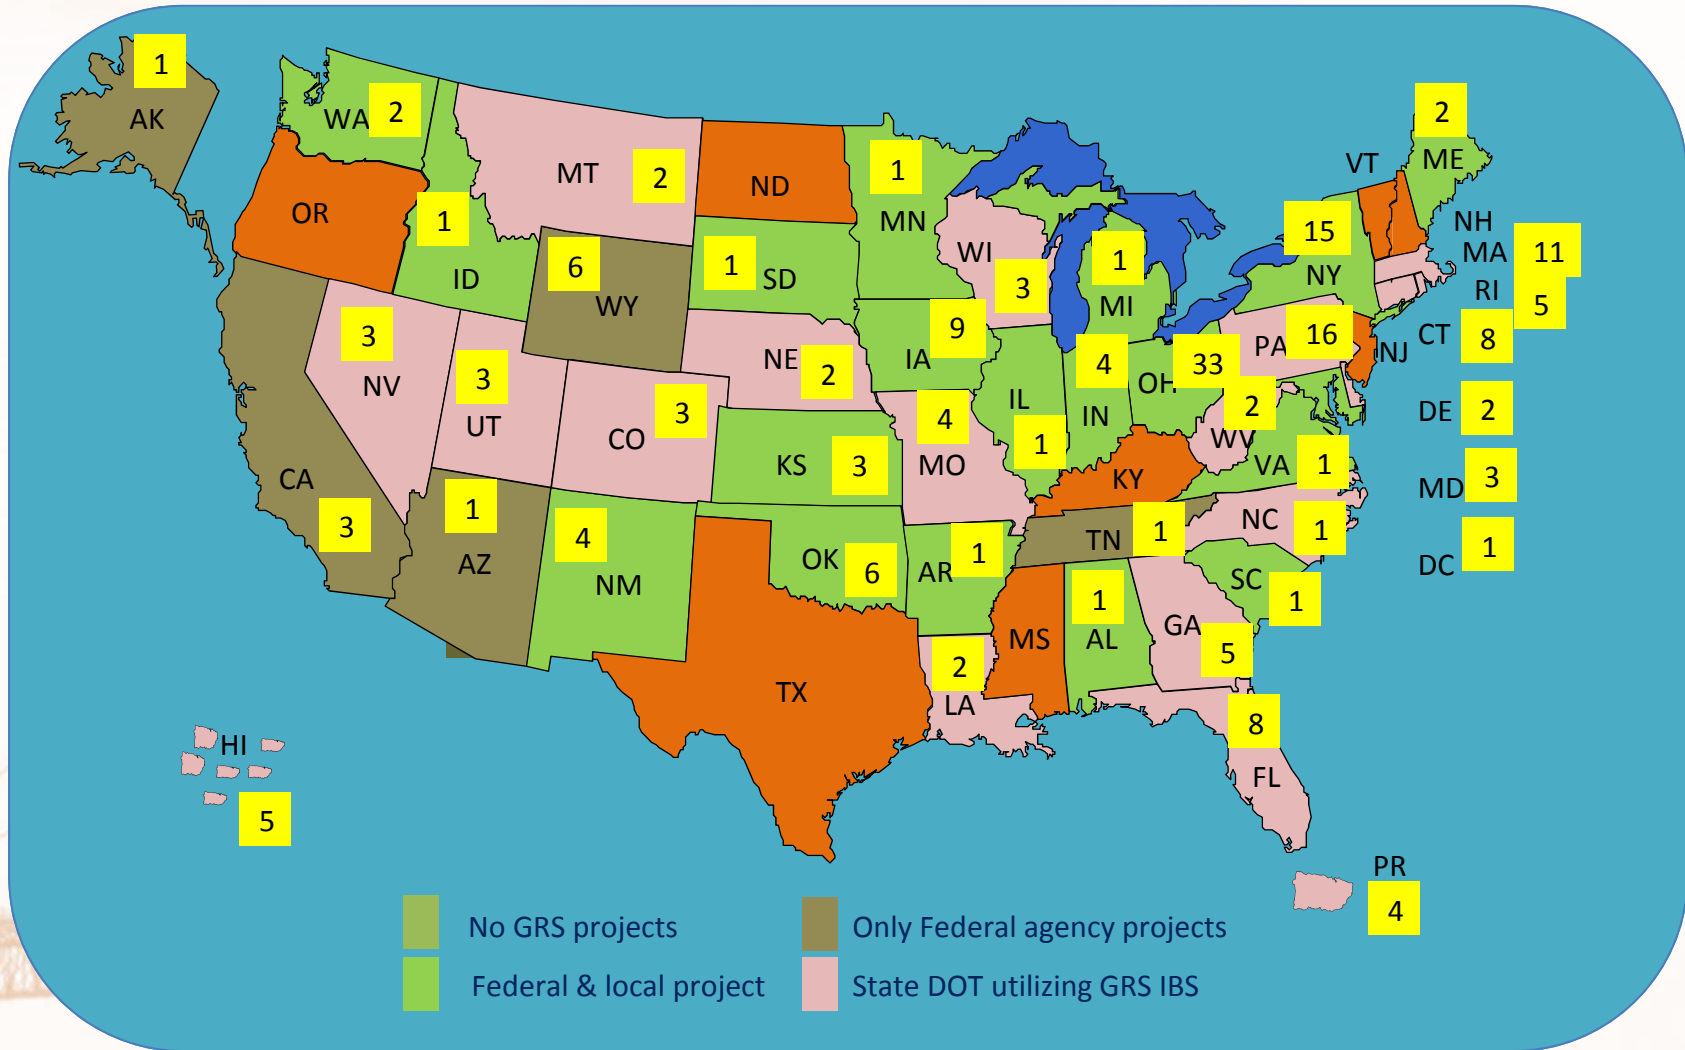 1
AK
WA 2
MT 2
OR
1
ID
ND
1
MN
6
WY
1
SD
WI
3
1
MI
2
ME
VT
15
NY
NH
MA 11
RI 5
CT 8
NJ
3
NV
3
UT
CO 3
NE 2
9
IA
IL
1
4
IN
OH 33
PA 16
2
WV
DE 2
MD 3
DC 1
CA
3
1
AZ
4
NM
KS 3
4
MO
KY
VA 1
TN 1
NC 1
OK 6
AR 1
SC 1
TX
2
LA
MS
1
AL
GA
5
8
FL
HI
5
PR
4
No GRS projects
Only Federal agency projects
Federal & local project
State DOT utilizing GRS IBS